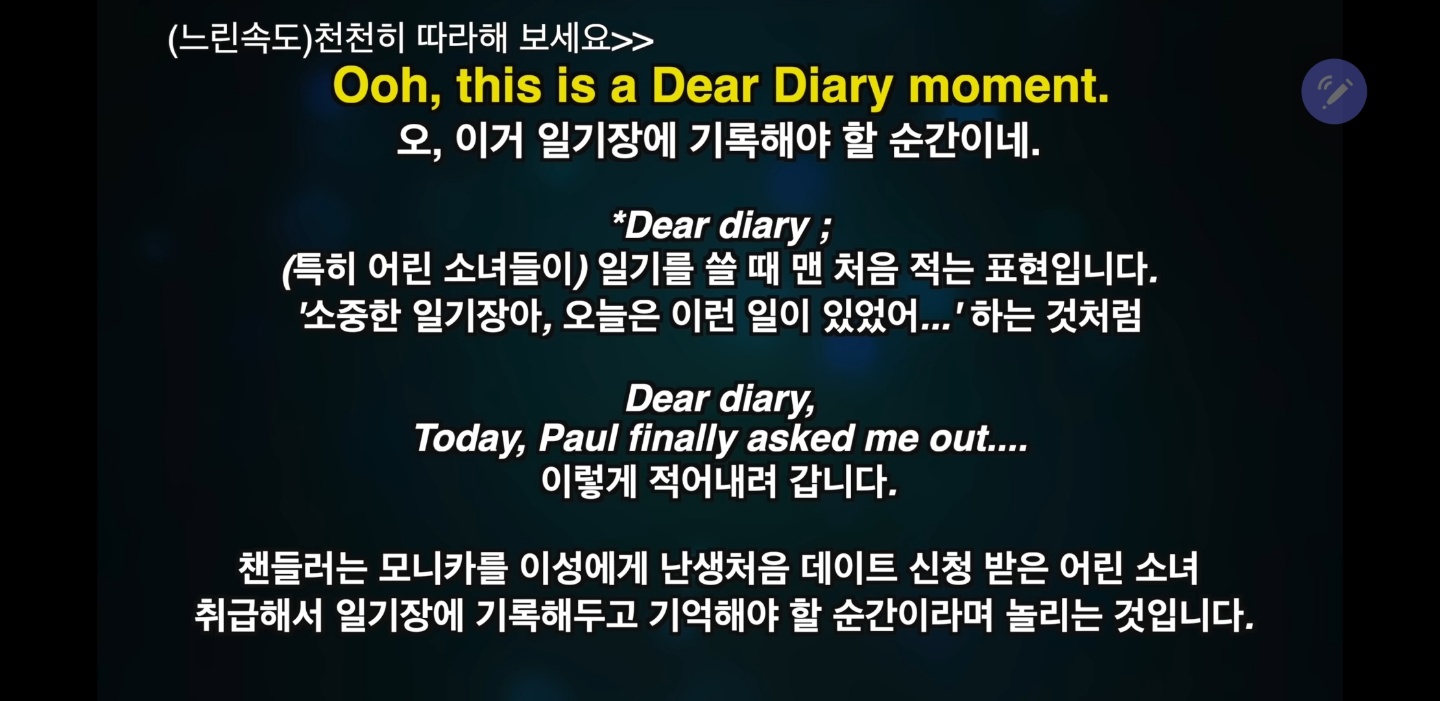 (느린속도)천천히 따라해 보세요>>
Ooh, this is a Dear Diary moment.
오, 이거 일기장에 기록해야 할 순간이네.
*Dear diary ;
(특히 어린 소녀들이) 일기를 쓸 때 맨 처음 적는 표현입니다.
'소중한 일기장아, 오늘은 이런 일이 있었어...' 하는 것처럼
Dear diary,
Today, Paul finally asked me out....
이렇게 적어내려 갑니다.
챈들러는 모니카를 이성에게 난생처음 데이트 신청 받은 어린 소녀
취급해서 일기장에 기록해두고 기억해야 할 순간이라며 놀리는 것입니다.